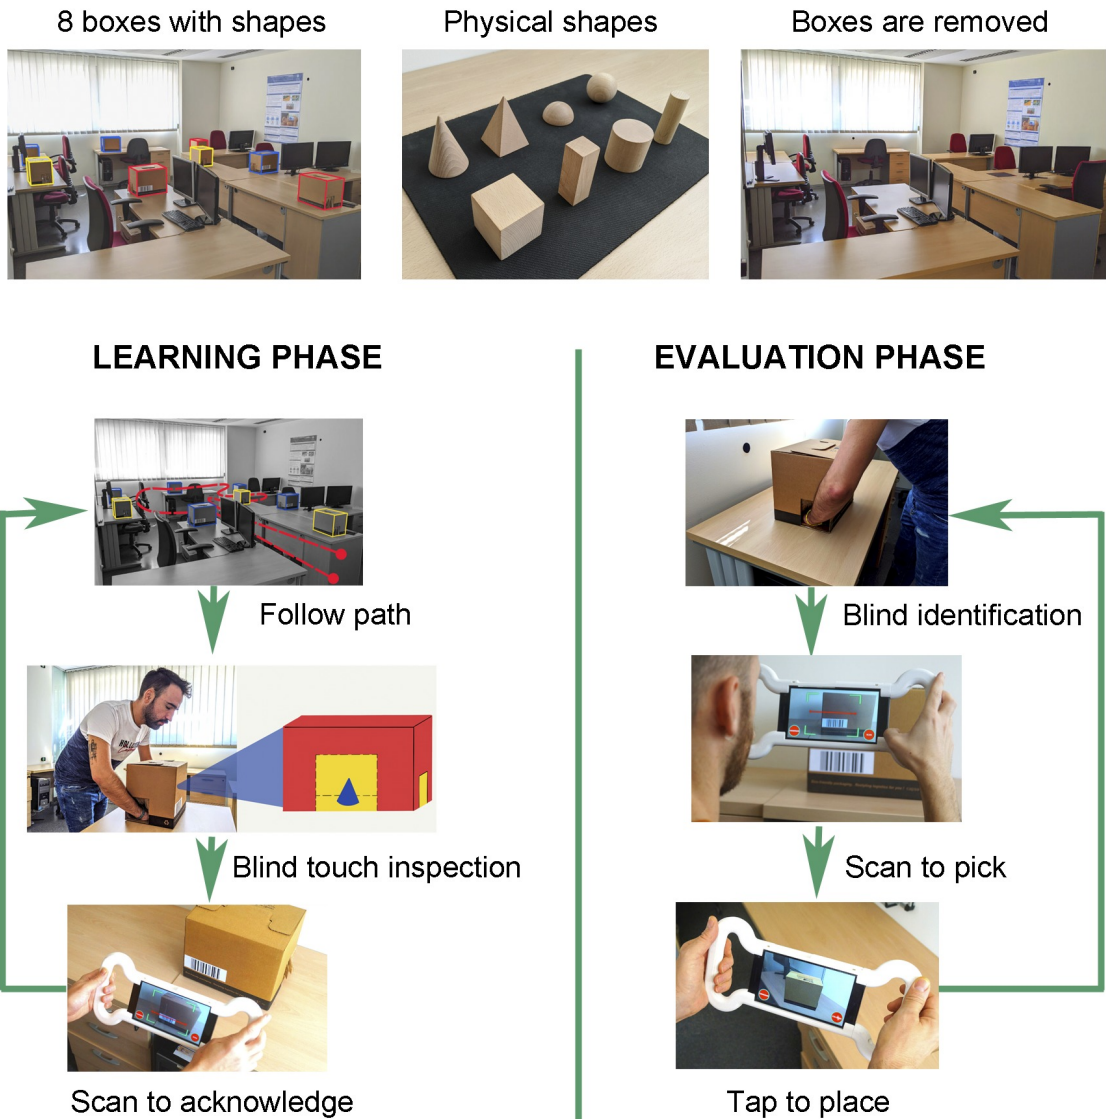 8 boxes with shapes
Physical shapes
Boxes are removed
LEARNING PHASE
EVALUATION PHASE
Follow path
Blind identification
Blind touch inspection
Scan to pick
Scan to acknowledge
Tap to place